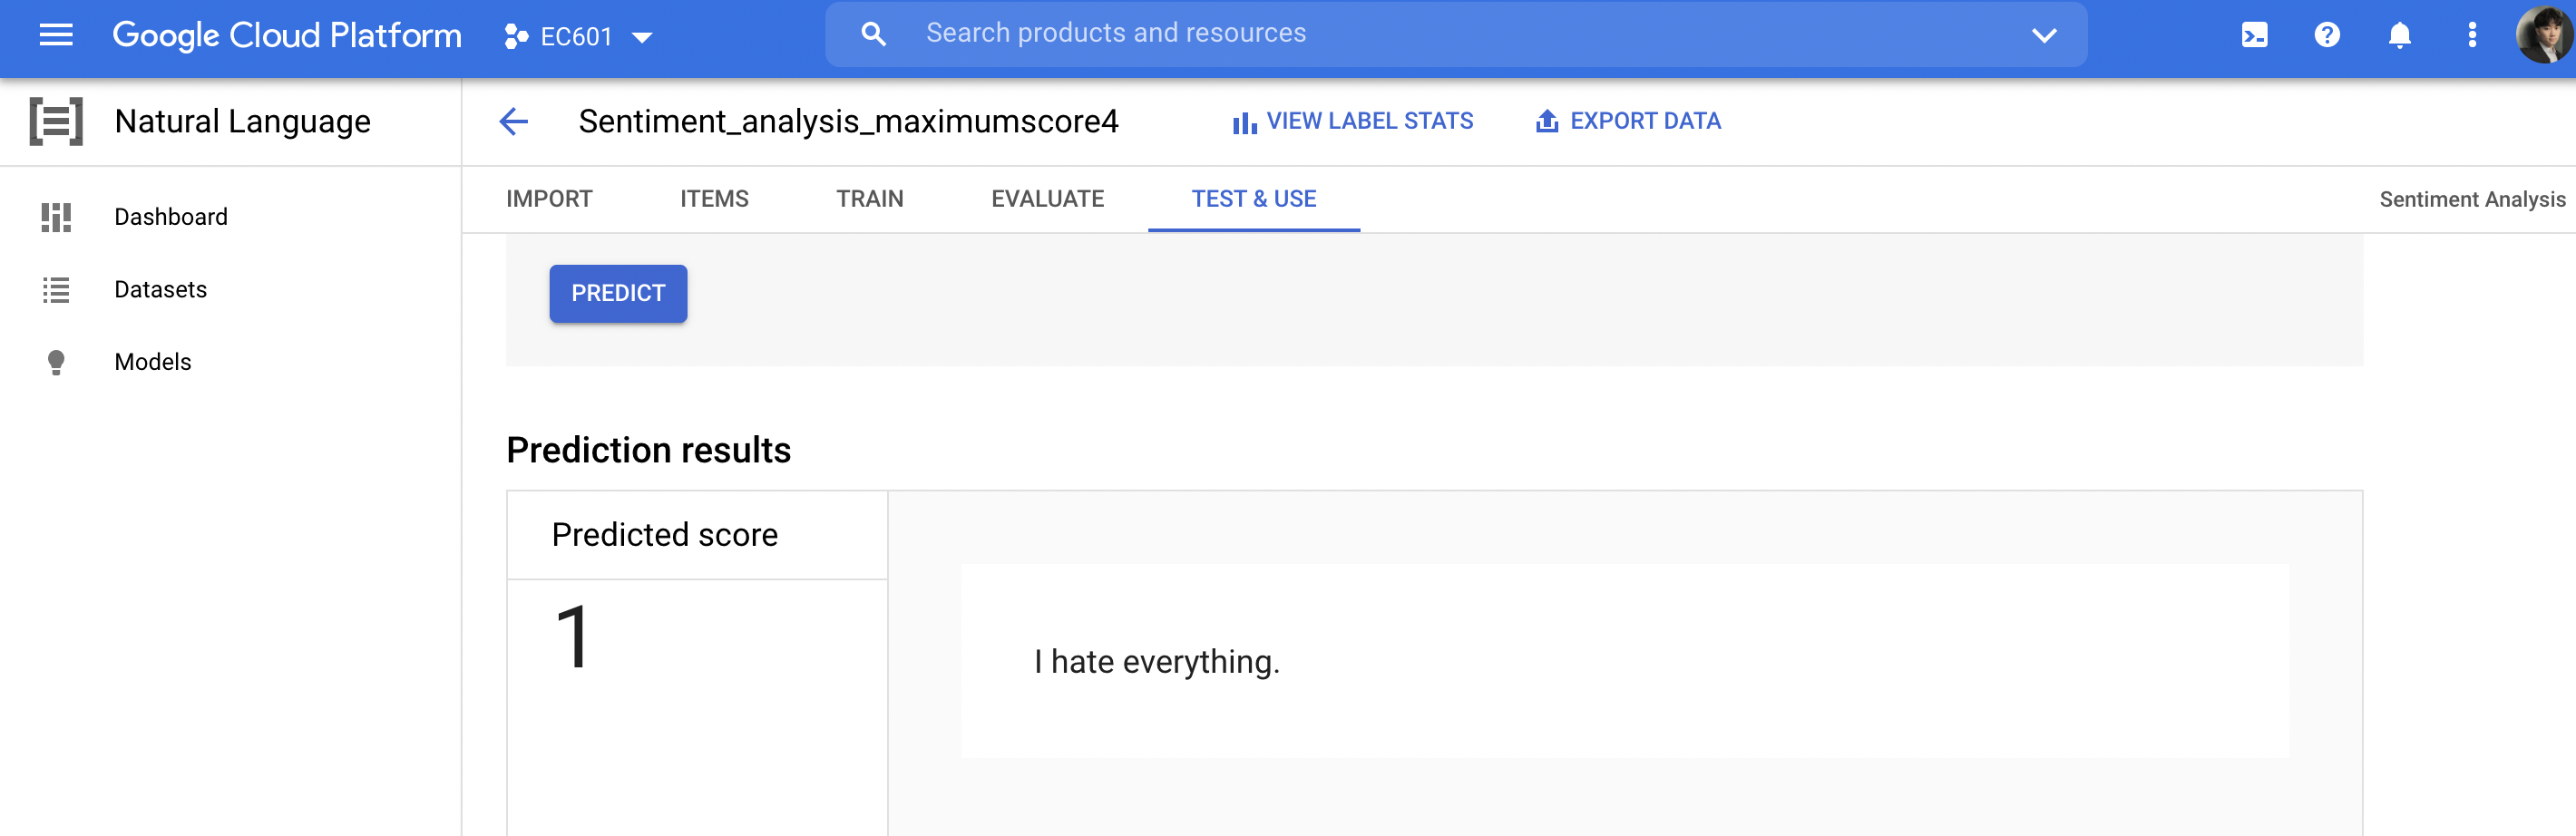 Google Cloud Platform EC601 Search products and resources
Natural Language
Sentiment_analysis_maximumscore4 VIEW LABEL STATS EXPORT DATA
IMPORT ITEMS TRAIN EVALUATE TEST & USE Sentiment Analysis
Dashboard
Datasets
Models
PREDICT
Prediction results
Predicted score
1
I hate everything.